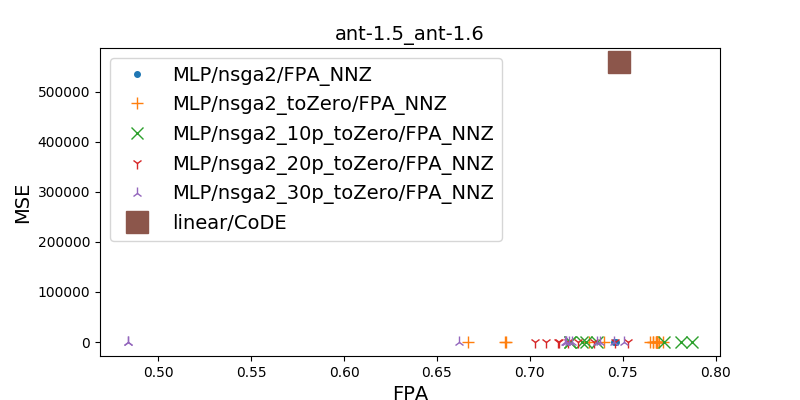 ant-1.5_ant-1.6
MLP/nsga2/FPA_NNZ
MLP/nsga2_toZero/FPA_NNZ
MLP/nsga2_10p_toZero/FPA_NNZ
MLP/nsga2_20p_toZero/FPA_NNZ
MLP/nsga2_30p_toZero/FPA_NNZ
linear/CoDE
MSE
500000
400000
300000
200000
100000
0
0.50 0.55 0.60 0.65 0.70 0.75 0.80
FPA